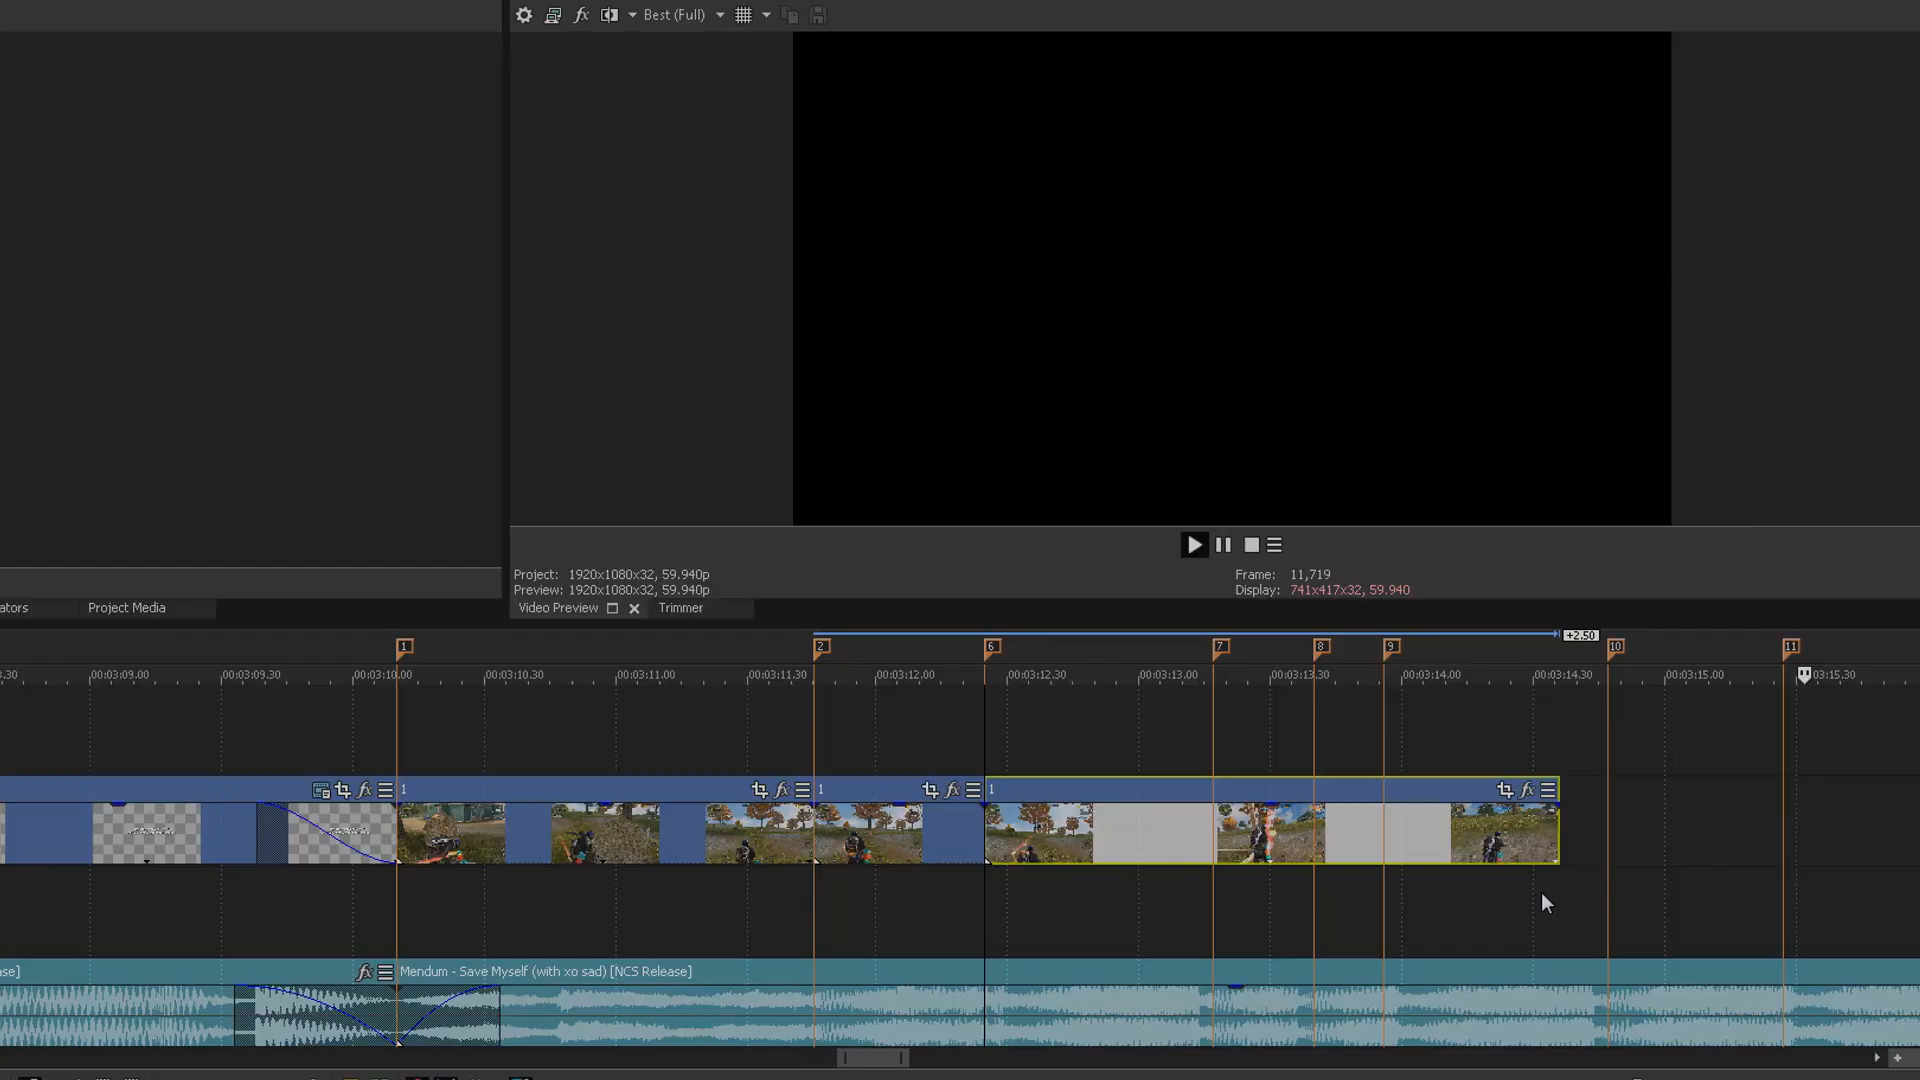 Best (Full)
Project: 1920x1080x32, 59.940p
Preview: 1920x1080x32, 59.940p
Frame: 11,719
Display: 741x417x32, 59.940
ators
Project Media
Video Preview
Trimmer
+2.50
1
2
6
7
8
9
10
11
00:03:09.00
00:03:09.30
00:03:10.00
00:03:10.30
00:03:11.00
00:03:11.30
00:03:12.00
00:03:12.30
00:03:13.00
00:03:13.30
00:03:14.00
00:03:14.30
00:03:15.00
03:15.30
1
1
1
ase]
Mendum - Save Myself (with xo sad) [NCS Release]